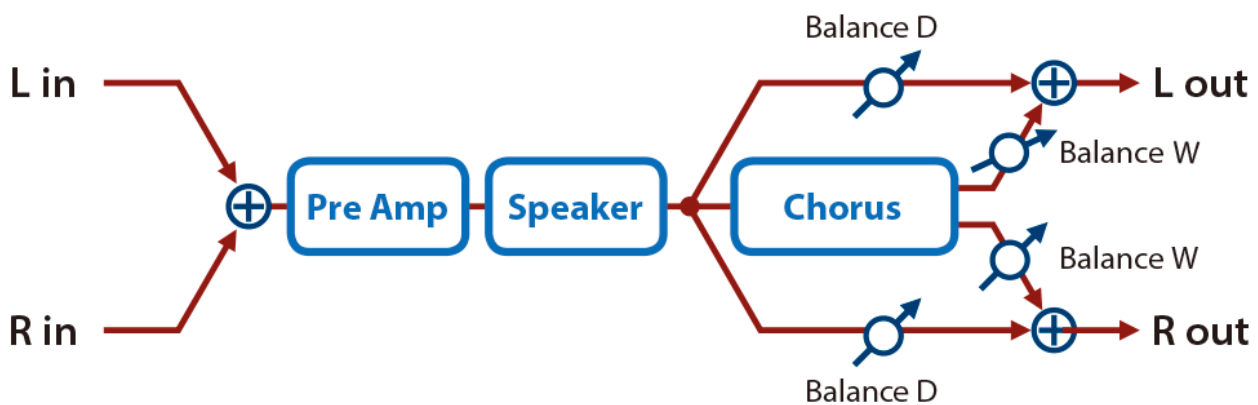 Balance D
L in
L out
Balance W
Pre Amp
Speaker
Chorus
Balance W
R in
R out
Balance D